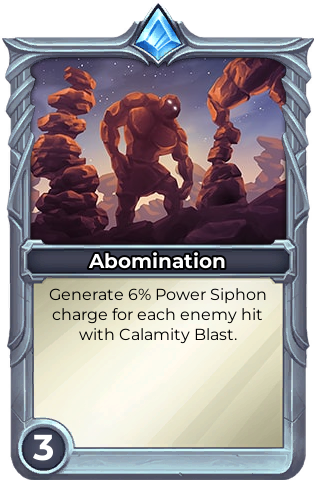 Abomination
Generate 6% Power Siphon
charge for each enemy hit
with Calamity Blast.
3